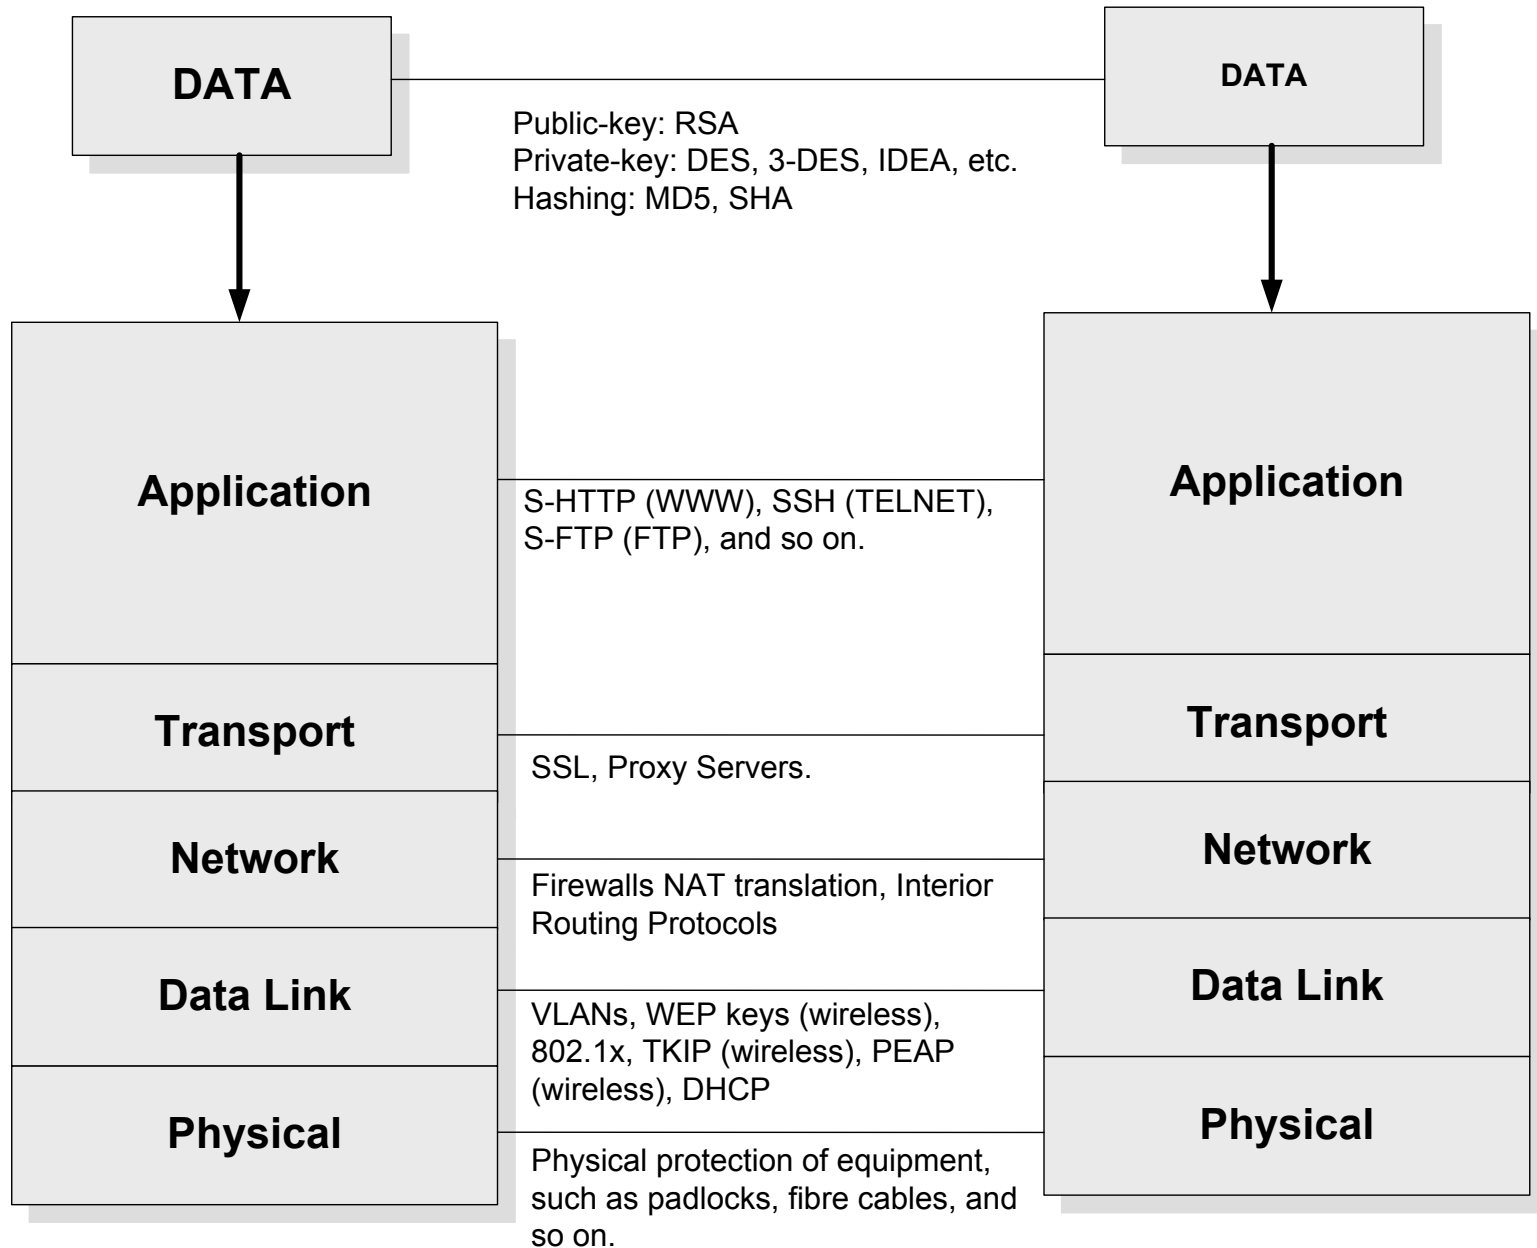 DATA
DATA
Public-key: RSA
Private-key: DES, 3-DES, IDEA, etc.
Hashing: MD5, SHA
Application
Application
S-HTTP (WWW), SSH (TELNET),
S-FTP (FTP), and so on.
Transport
Transport
SSL, Proxy Servers.
Network
Network
Firewalls NAT translation, Interior
Routing Protocols
Data Link
Data Link
VLANs, WEP keys (wireless),
802.1x, TKIP (wireless), PEAP
(wireless), DHCP
Physical
Physical
Physical protection of equipment,
such as padlocks, fibre cables, and
so on.